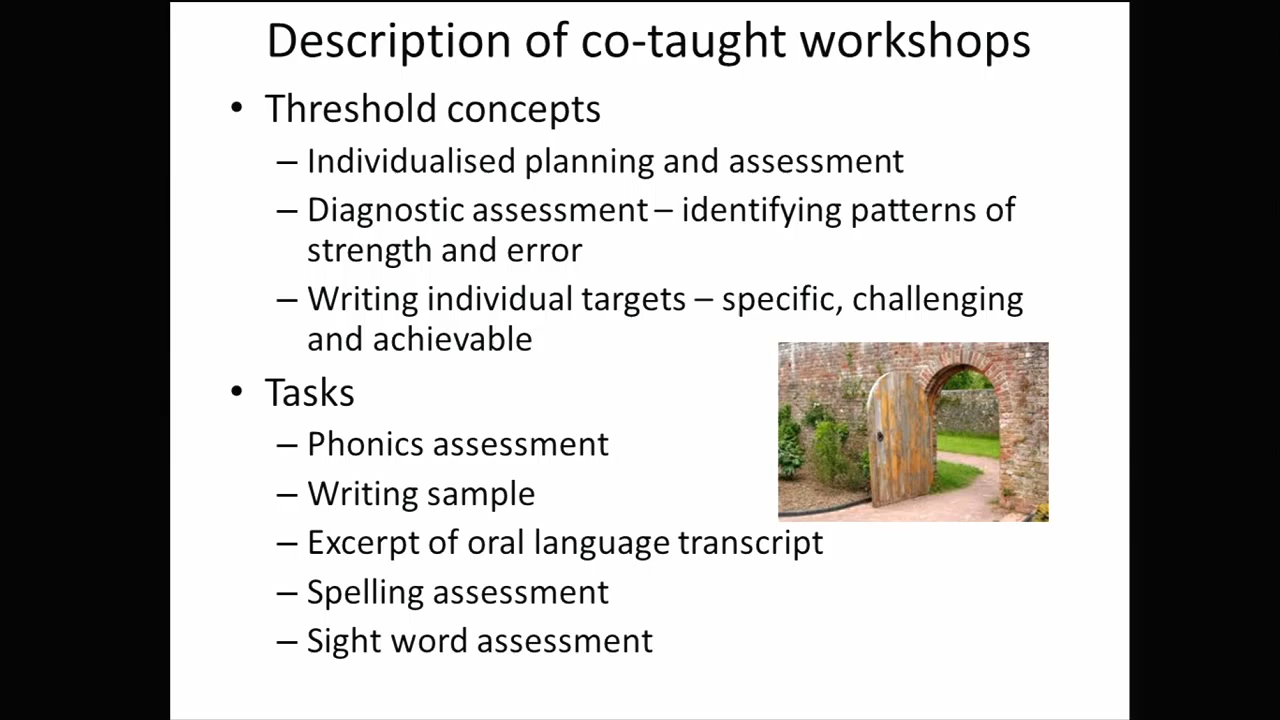 Description of co-taught workshops
• Threshold concepts
– Individualised planning and assessment
– Diagnostic assessment – identifying patterns of
strength and error
– Writing individual targets – specific, challenging
and achievable
• Tasks
– Phonics assessment
– Writing sample
– Excerpt of oral language transcript
– Spelling assessment
– Sight word assessment